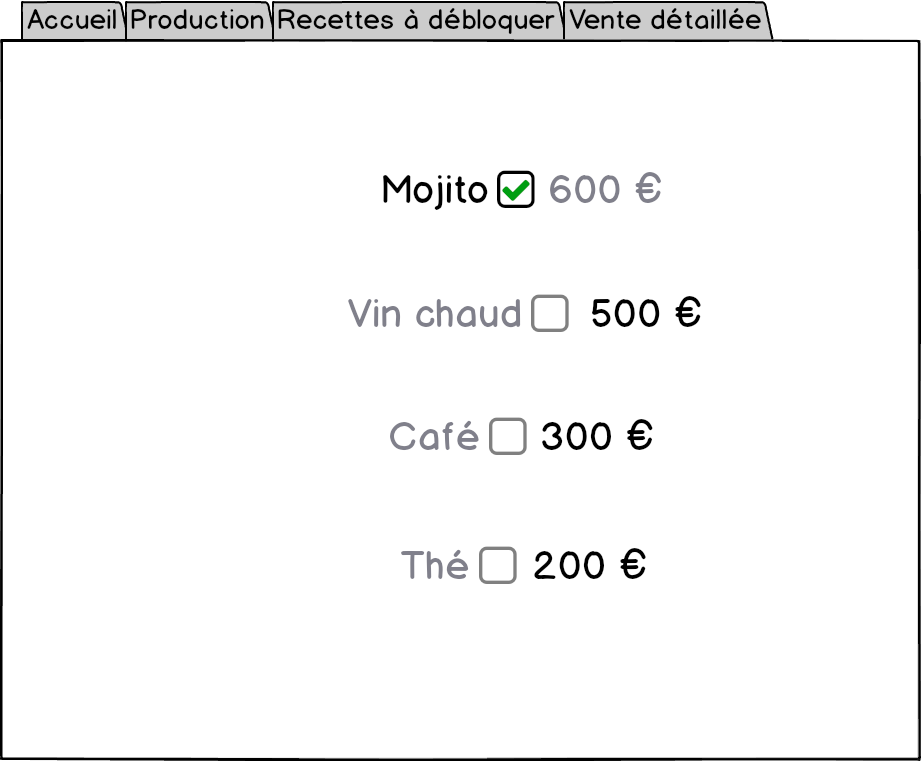 Accueil Production Recettes à débloquer Vente détaillée
Mojito 600 €
Vin chaud 500 €
Café 300 €
Thé 200 €